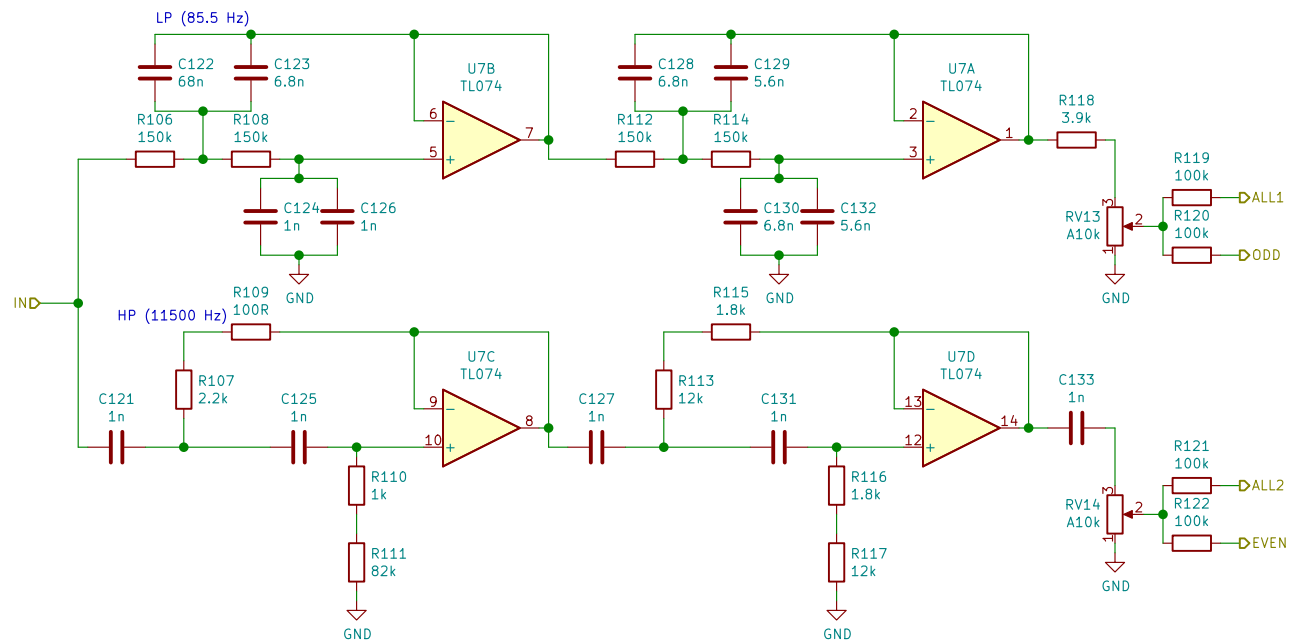 LP (85.5 Hz)
C122
68n
C123
6.8n
U7B
TL074
6
7
5
R106
150k
R108
150k
C124
1n
C126
1n
GND
C128
6.8n
C129
5.6n
U7A
TL074
2
1
3
R112
150k
R114
150k
C130
6.8n
C132
5.6n
GND
R118
3.9k
RV13
A10k
3
2
1
GND
R119
100k
ALL1
R120
100k
ODD
IN
HP (11500 Hz)
R109
100R
R107
2.2k
C121
1n
C125
1n
U7C
TL074
9
8
10
R110
1k
R111
82k
GND
R115
1.8k
R113
12k
C127
1n
C131
1n
U7D
TL074
13
14
12
R116
1.8k
R117
12k
GND
C133
1n
RV14
A10k
3
2
1
GND
R121
100k
ALL2
R122
100k
EVEN